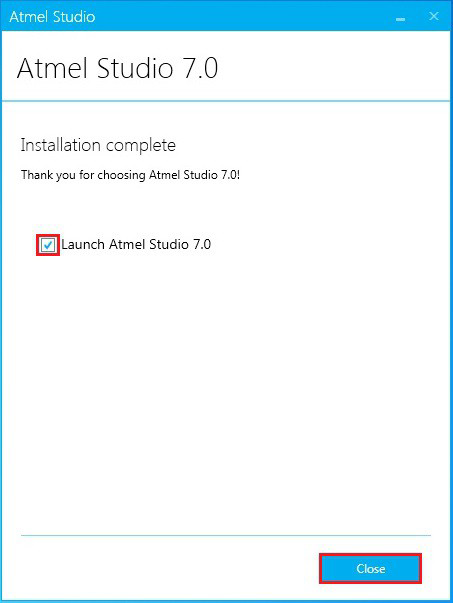 Atmel Studio
Atmel Studio 7.0
Installation complete
Thank you for choosing Atmel Studio 7.0!
Launch Atmel Studio 7.0
Close